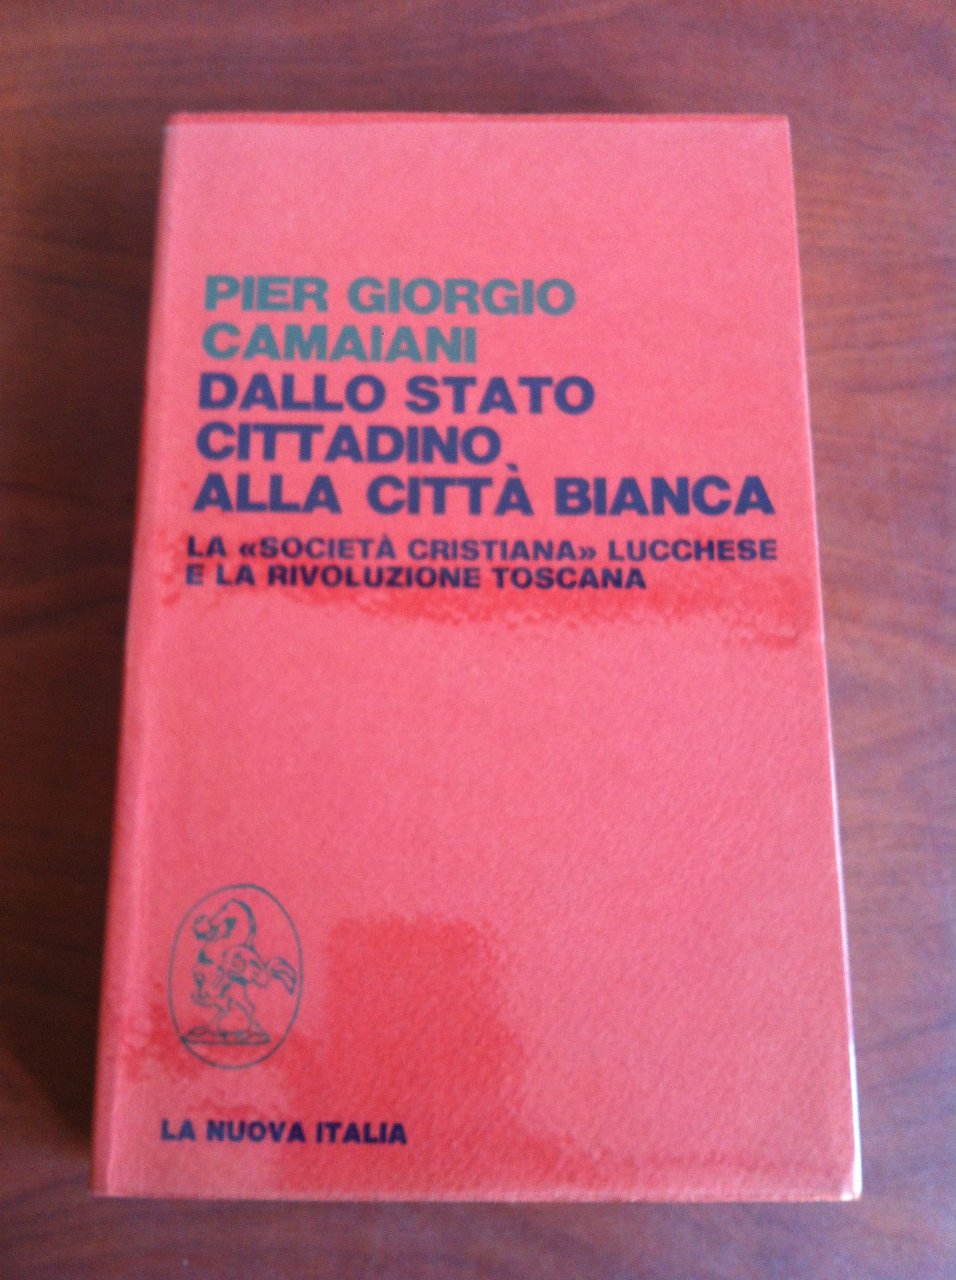 PIER GIORGIO
CAMAIANI
DALLO STATO
CITTADINO
ALLA CITTÀ BIANCA
LA «SOCIETÀ CRISTIANA» LUCCHESE
E LA RIVOLUZIONE TOSCANA
LA NUOVA ITALIA